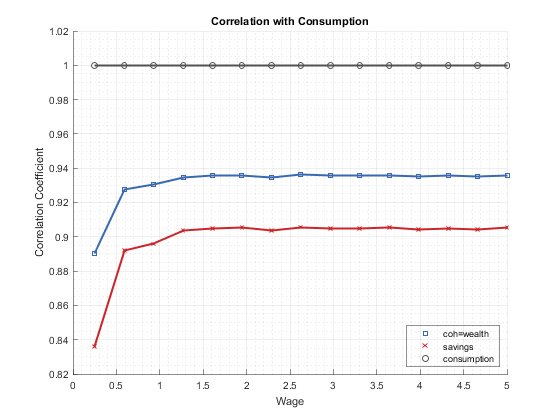 Correlation with Consumption
1.02
1
0.98
0.96
0.94
0.92
0.9
0.88
0.86
0.84
0.82
Correlation Coefficient
0 0.5 1 1.5 2 2.5 3 3.5 4 4.5 5
Wage
coh=wealth
savings
consumption